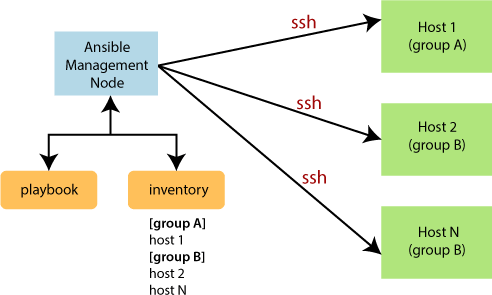 Ansible
Management
Node
ssh
ssh
ssh
Host 1
(group A)
Host 2
(group B)
Host N
(group B)
playbook
inventory
[group A]
host 1
[group B]
host 2
host N